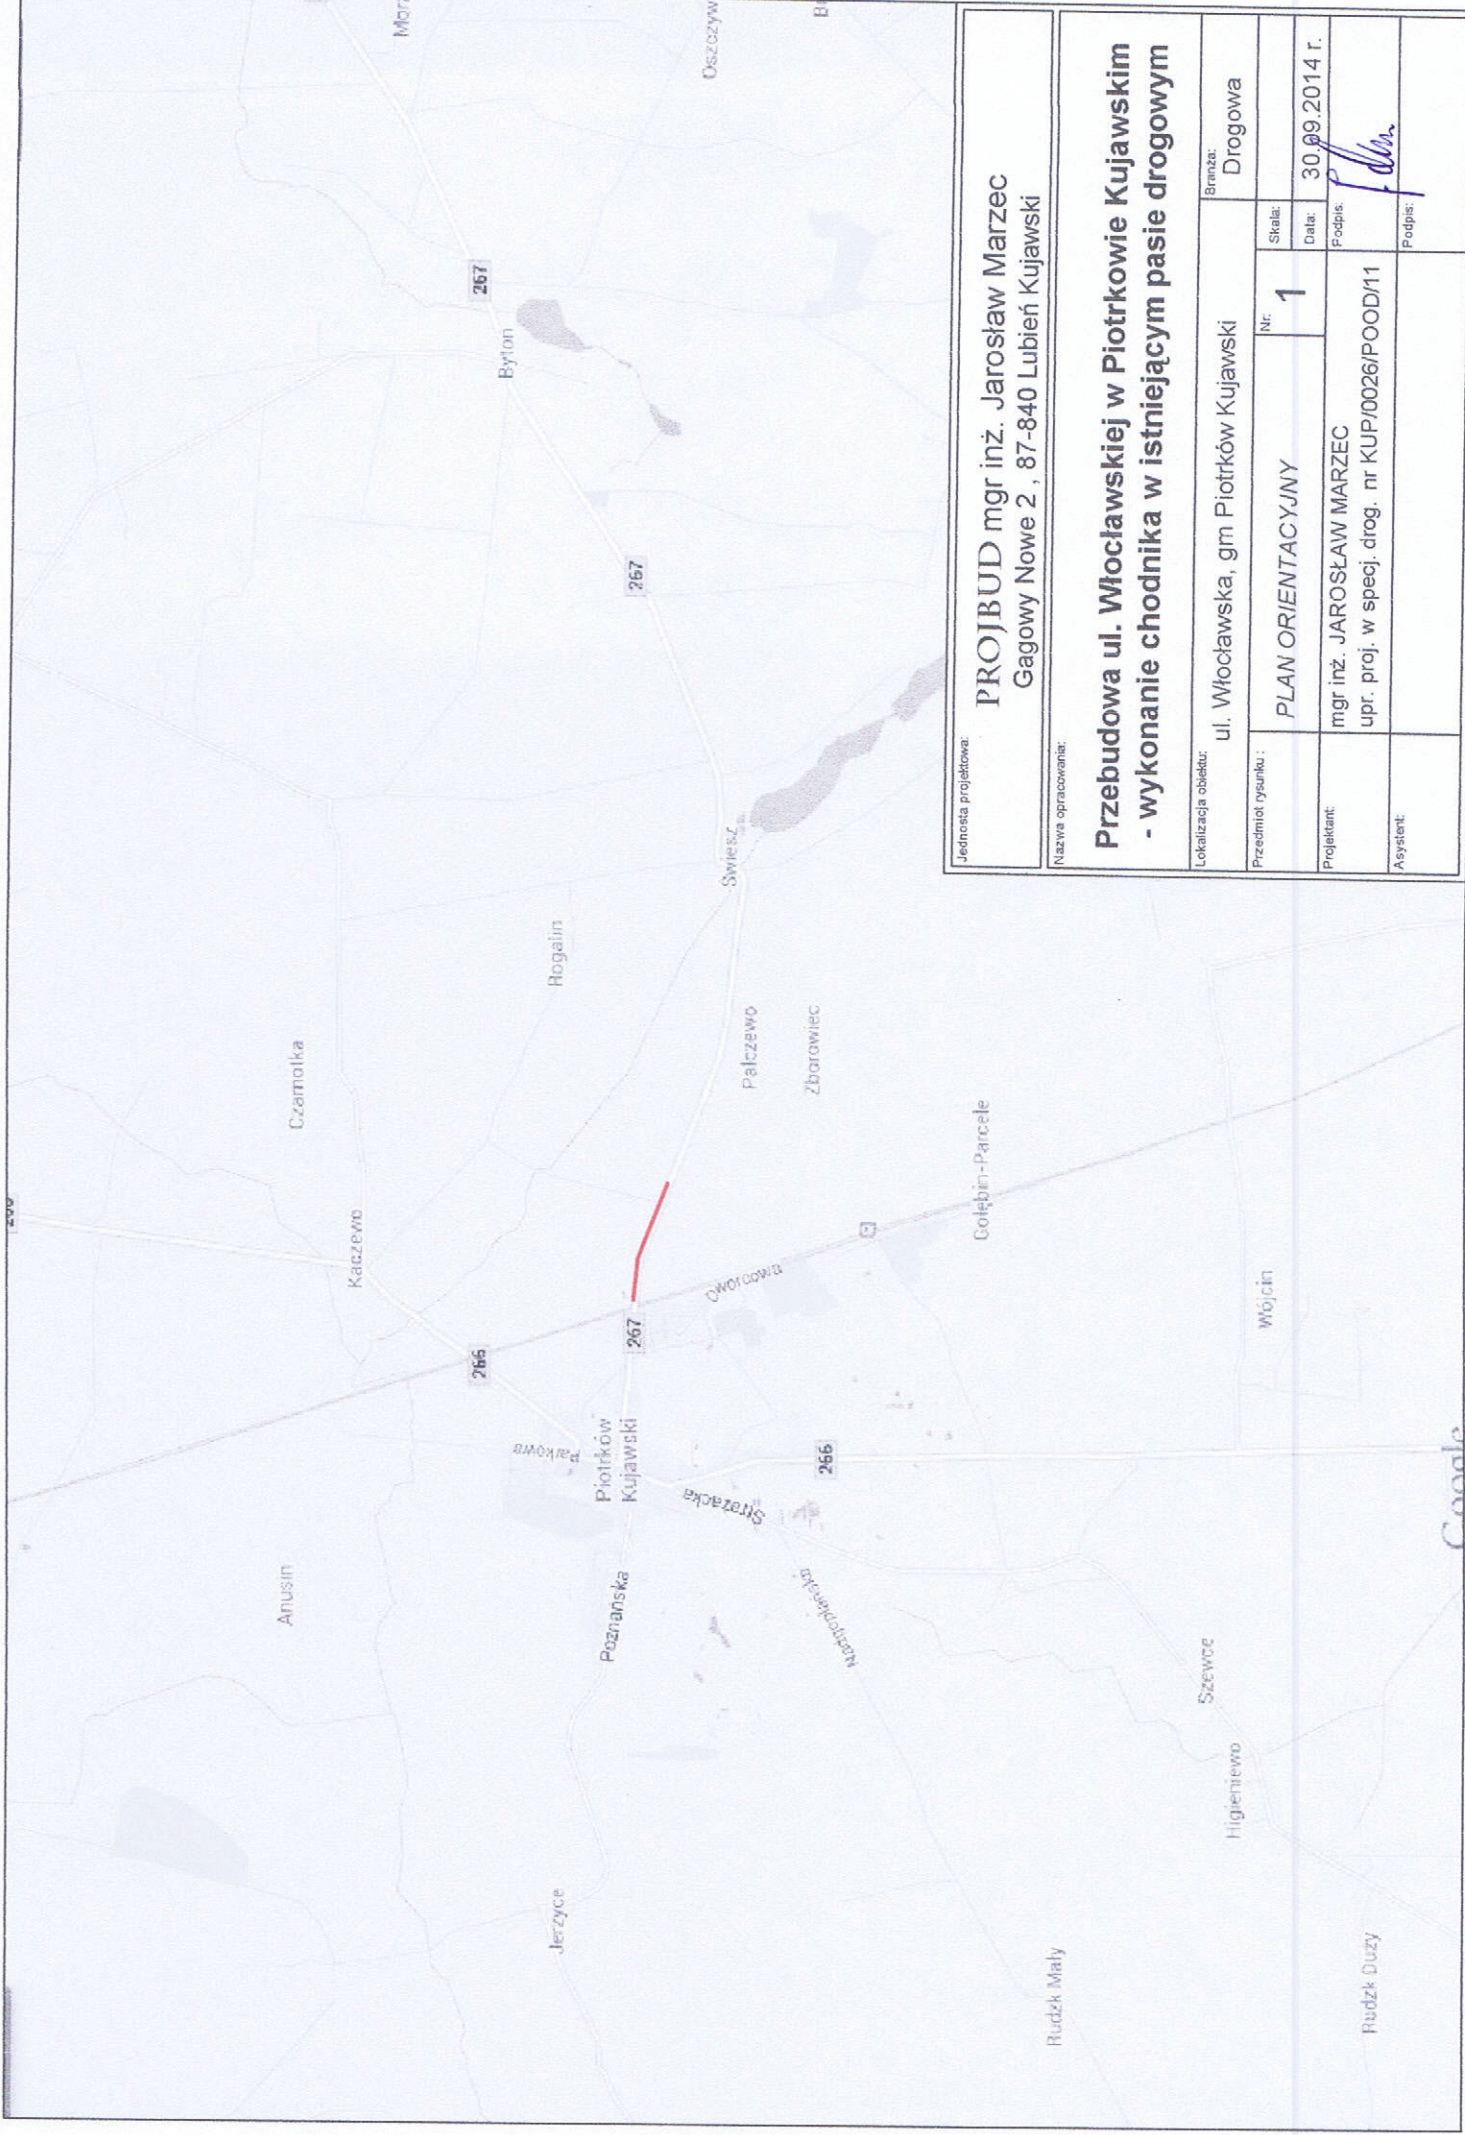 267
Bytoń
267
Świesz
Rogalin
Czarnotka
Palczewo
Zborowiec
Kaczewo
Gołębin-Parcele
Dworcowa
267
266
Wójcin
Piotrków
Kujawski
Parkowa
266
Strażacka
Poznańska
Anusin
Szewce
Higieniewo
Jerzyce
Rudzk Mały
Rudzk Duży
Google
Jednosta projektowa:
PROJBUD mgr inż. Jarosław Marzec
Gagowy Nowe 2 , 87-840 Lubień Kujawski
Nazwa opracowania:
Przebudowa ul. Włocławskiej w Piotrkowie Kujawskim
- wykonanie chodnika w istniejącym pasie drogowym
Lokalizacja obiektu:
ul. Włocławska, gm Piotrków Kujawski
Branża:
Drogowa
Przedmiot rysunku :
PLAN ORIENTACYJNY
Nr.
1
Skala:
Data:
30.09.2014 r.
Projektant:
mgr inż. JAROSŁAW MARZEC
upr. proj. w specj. drog. nr KUP/0026/POOD/11
Podpis:
Asystent:
Podpis: